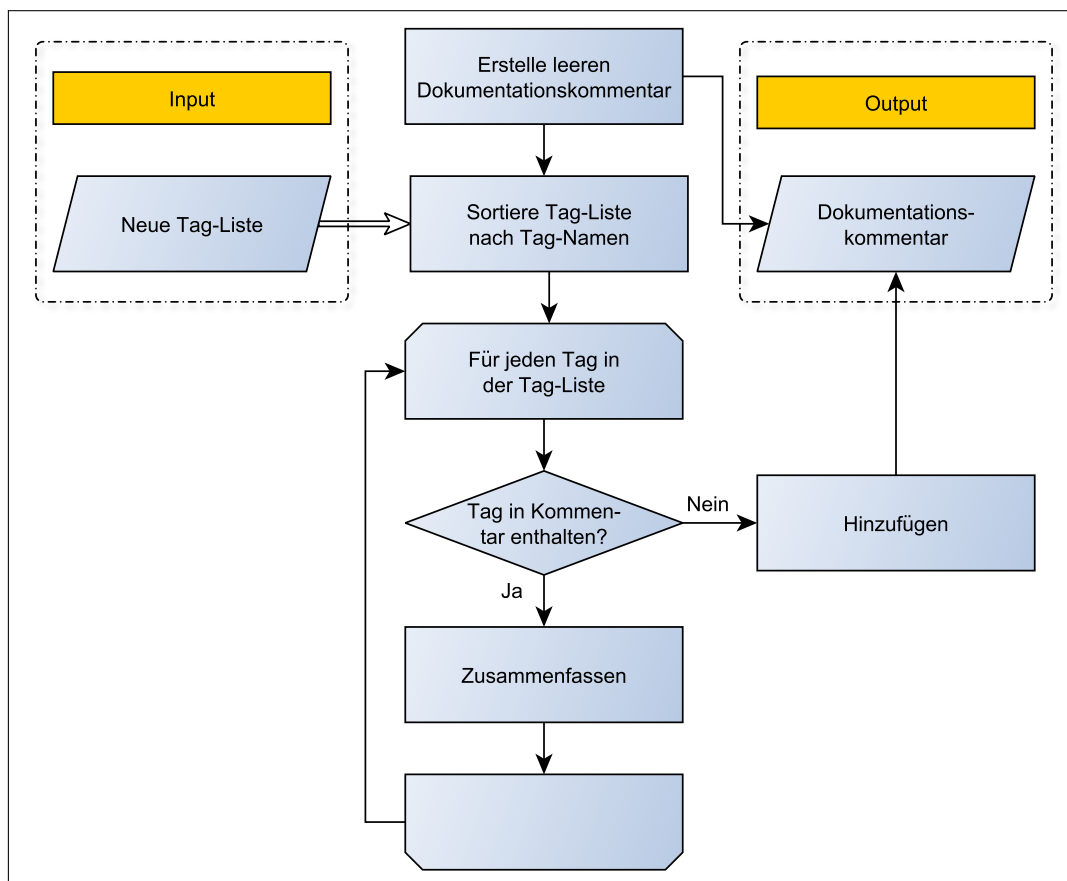 Input
Neue Tag-Liste
Erstelle leeren
Dokumentationskommentar
Sortiere Tag-Liste
nach Tag-Namen
Output
Dokumentations-
kommentar
Für jeden Tag in
der Tag-Liste
Tag in Kommen-
tar enthalten?
Nein
Hinzufügen
Ja
Zusammenfassen